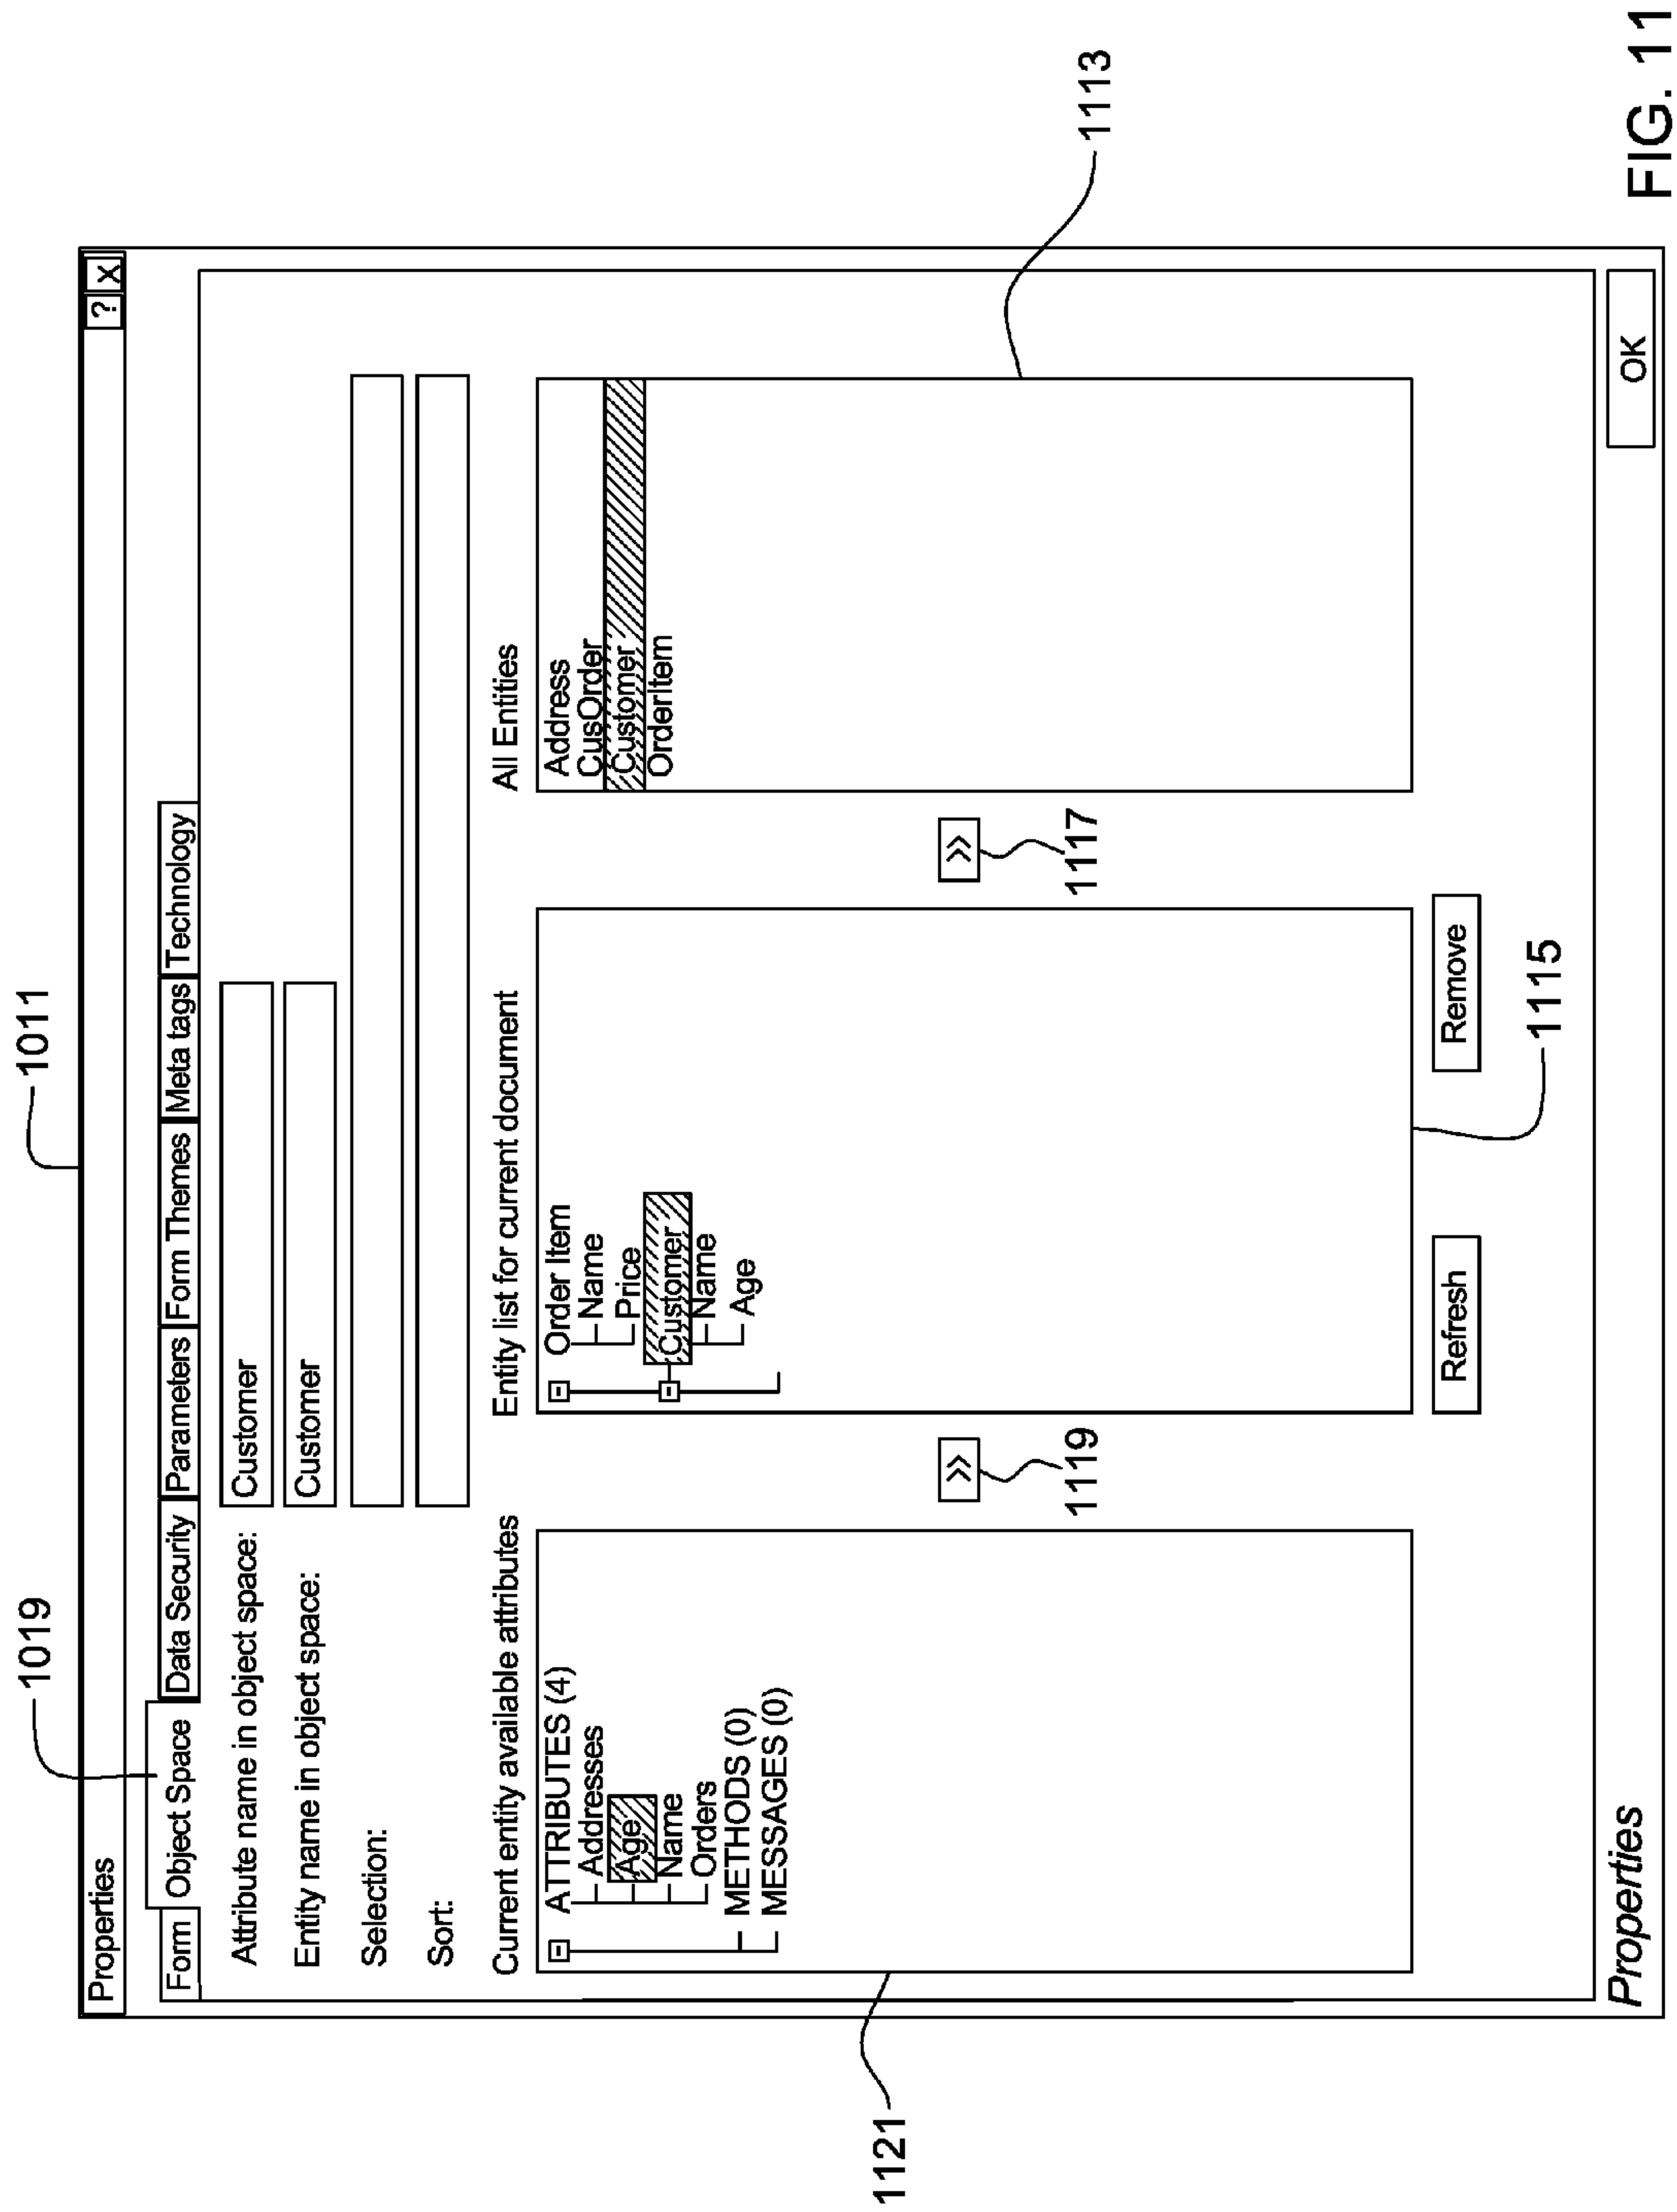 1019
1011
Properties
? X
Form Object Space Data Security Parameters Form Themes Meta tags Technology
Attribute name in object space: Customer
Entity name in object space: Customer
Selection:
Sort:
Current entity available attributes
ATTRIBUTES (4)
Addresses
Age
Name
Orders
METHODS (0)
MESSAGES (0)
1121
>>
1119
Entity list for current document
Order Item
Name
Price
Customer
Name
Age
Refresh Remove
1115
>>
1117
All Entities
Address
CusOrder
Customer
OrderItem
1113
Properties
OK
FIG. 11